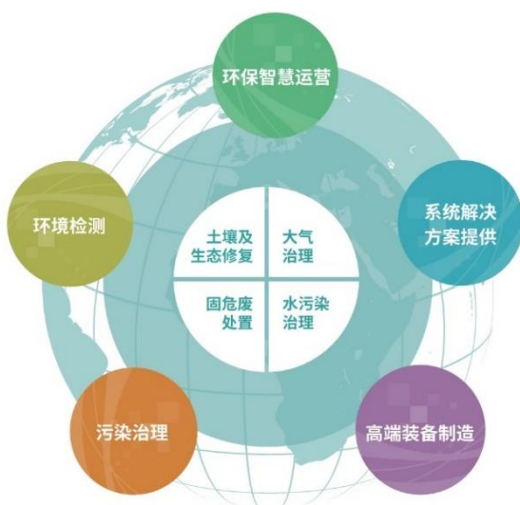 环保智慧运营
环境检测
系统解决
方案提供
土壤及
生态修复
大气
治理
固危废
处置
水污染
治理
污染治理
高端装备制造